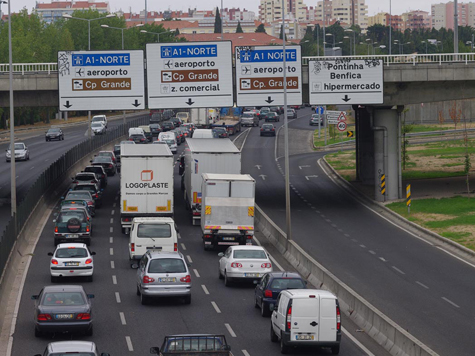 A1-NORTE
aeroporto
Cp Grande
A1-NORTE
aeroporto
Cp Grande
z. comercial
A1-NORTE
aeroporto
Cp Grande
Pontinha
Benfica
hipermercado
LOGOPLASTE